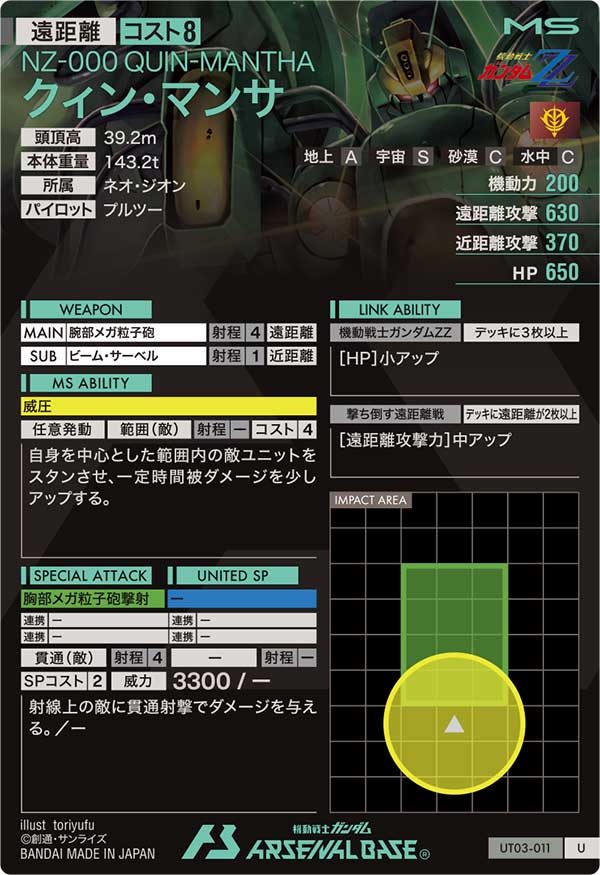 遠距離 コスト8 MS
NZ-000 QUIN-MANTHA
機動戦士
ガンダムZZ
クィン・マンサ
頭頂高 39.2m
本体重量 143.2t
所属 ネオ・ジオン
パイロット プルツー
地上 A 宇宙 S 砂漠 C 水中 C
機動力 200
遠距離攻撃 630
近距離攻撃 370
HP 650
WEAPON
MAIN 腕部メガ粒子砲 射程 4 遠距離
SUB ビーム・サーベル 射程 1 近距離
MS ABILITY
威圧
任意発動 範囲(敵) 射程 ー コスト 4
自身を中心とした範囲内の敵ユニットを
スタンさせ、一定時間被ダメージを少し
アップする。
LINK ABILITY
機動戦士ガンダムZZ デッキに3枚以上
[HP]小アップ
撃ち倒す遠距離戦 デッキに遠距離が2枚以上
[遠距離攻撃力]中アップ
IMPACT AREA
SPECIAL ATTACK UNITED SP
胸部メガ粒子砲撃射 ー
連携 ー 連携 ー
連携 ー 連携 ー
貫通(敵) 射程 4 ー 射程 ー
SPコスト 2 威力 3300 / ー
射線上の敵に貫通射撃でダメージを与え
る。/ー
illust toriyufu
©創通・サンライズ
BANDAI MADE IN JAPAN
機動戦士ガンダム
ARSENAL BASE®
UT03-011 U